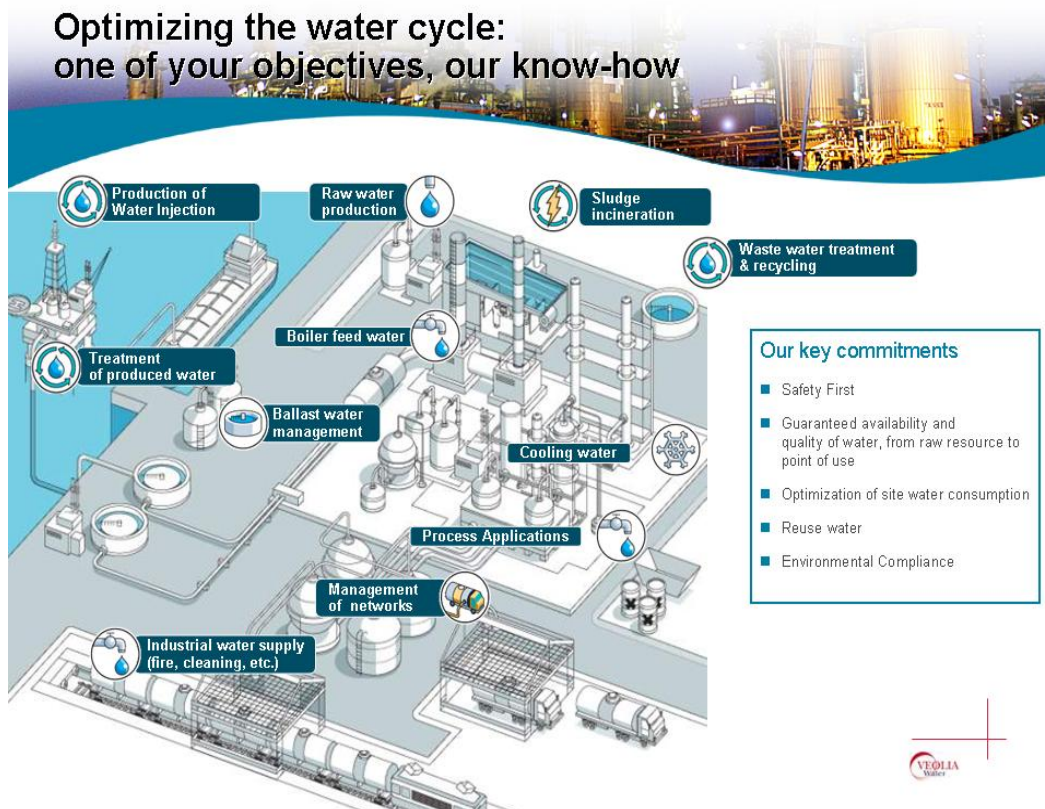 Optimizing the water cycle:
one of your objectives, our know-how
Production of
Water Injection
Raw water
production
Sludge
incineration
Waste water treatment
& recycling
Boiler feed water
Treatment
of produced water
Ballast water
management
Cooling water
Process Applications
Management
of networks
Industrial water supply
(fire, cleaning, etc.)
Our key commitments
Safety First
Guaranteed availability and
quality of water, from raw resource to
point of use
Optimization of site water consumption
Reuse water
Environmental Compliance
VEOLIA
Water